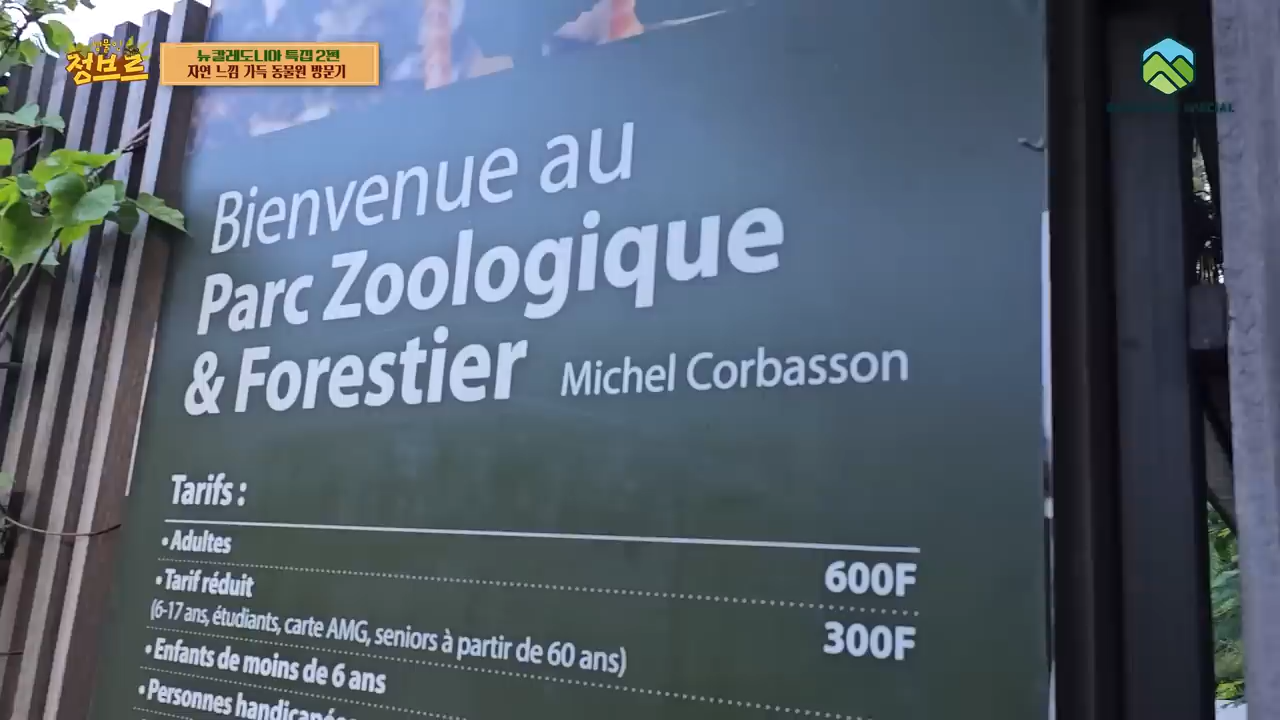 정브르
뉴칼레도니아 특집 2편
자연 느낌 가득 동물원 방문기
Bienvenue au
Parc Zoologique
& Forestier Michel Corbasson
Tarifs :
• Adultes 600F
• Tarif réduit 300F
(6-17 ans, étudiants, carte AMG, seniors à partir de 60 ans)
• Enfants de moins de 6 ans
• Personnes